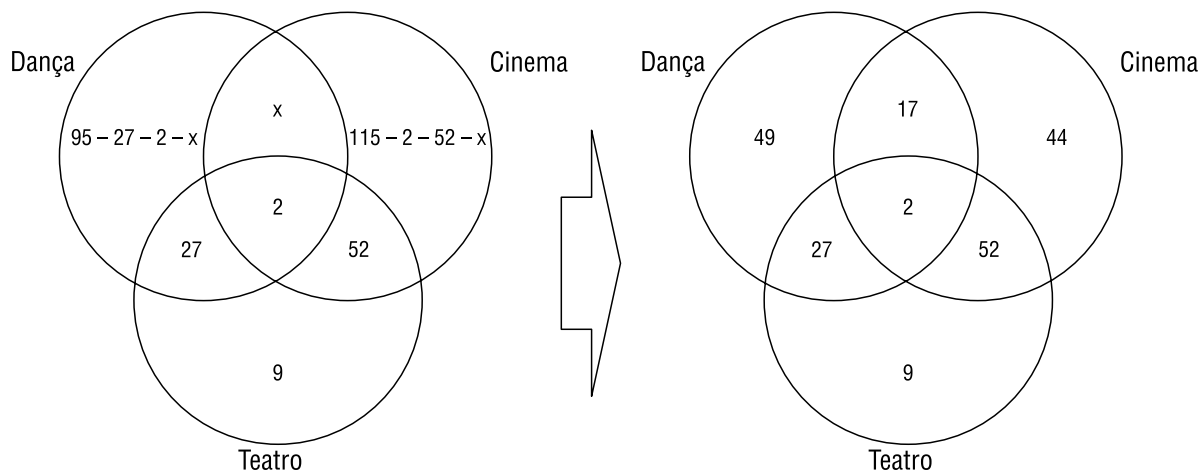 Dança
Cinema
x
95 – 27 – 2 – x
115 – 2 – 52 – x
2
27
52
9
Teatro
Dança
Cinema
17
49
44
2
27
52
9
Teatro